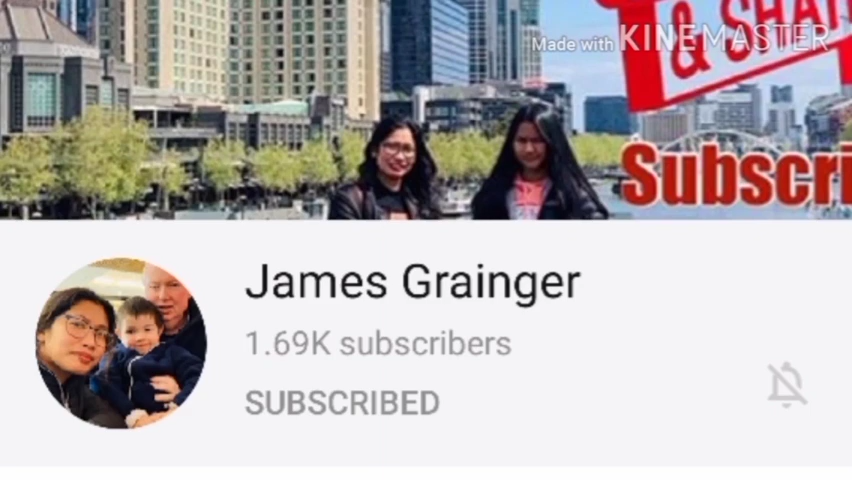 & SHA
Made with KINEMASTER
Subscri
James Grainger
1.69K subscribers
SUBSCRIBED